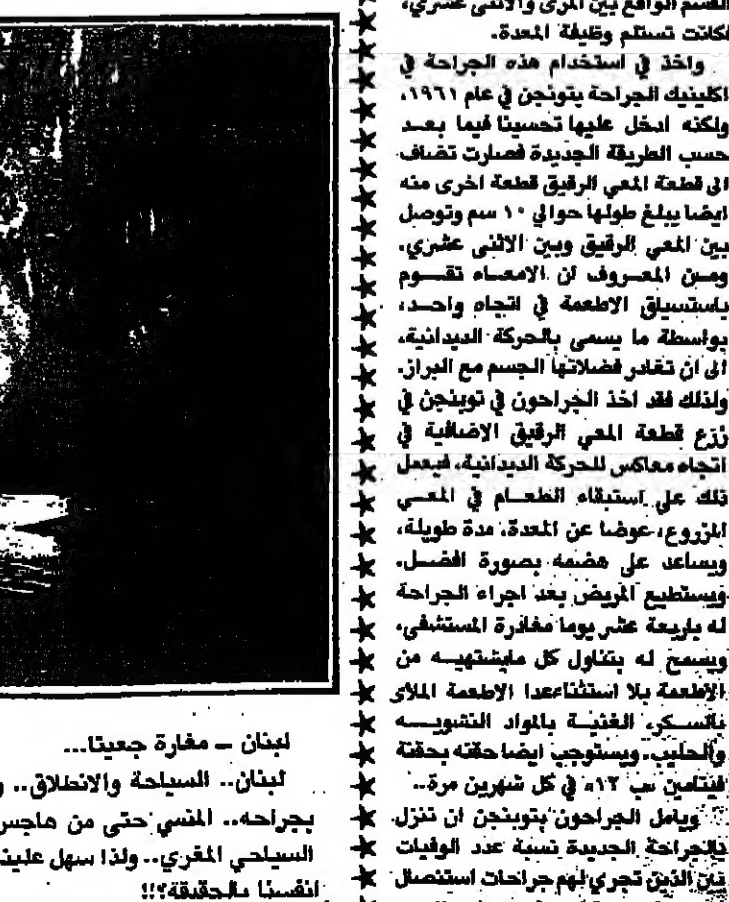 القسم الواقع بين المرى والاثنى عشري،
لكانت تستلم وظيفة المعدة.
واخذ في استخدام هذه الجراحة في
اكلينيك الجراحة بتوبنجن في عام ١٩٦١،
ولكنه ادخل عليها تحسينا فيما بعد
حسب الطريقة الجديدة فصارت تضاف
الى قطعة المعي الرقيق قطعة اخرى منه
ايضا يبلغ طولها حوالي ١٠ سم وتوصل
بين المعي الرقيق وبين الاثنى عشري.
ومن المعروف ان الامعاء تقوم
باستسياق الاطعمة في اتجاه واحد،
بواسطة ما يسمى بالحركة الديدانية،
الى ان تغادر فضلاتها الجسم مع البراز.
ولذلك فقد اخذ الجراحون في توبنجن في
زرع قطعة المعي الرقيق الاضافية في
اتجاه معاكس للحركة الديدانية، فيعمل
ذلك على استبقاء الطعام في المعي
المزروع، عوضا عن المعدة، مدة طويلة،
ويساعد على هضمه بصورة افضل.
ويستطيع المريض بعد اجراء الجراحة
له باربعة عشر يوما مغادرة المستشفى،
ويسمح له بتناول كل مايشتهيه من
الاطعمة بلا استثناءعدا الاطعمة الملاى
بالسكر، الغنية بالمواد النشويه
والحليب. ويستوجب ايضا حقنه بحقنة
فيتامين «ب ١٢» في كل شهرين مرة..
ويامل الجراحون بتوبنجن ان تنزل
بالجراحة الجديدة نسبة عدد الوفيات
بين الذين تجري لهم جراحات استئصال
لبنان ــ مغارة جعيتا...
لبنان.. السياحة والانطلاق.. و
بجراحه.. المنسي حتى من هاجس
السياحي المغري.. ولذا سهل علينا
انفسنا بالحقيقة؟!!